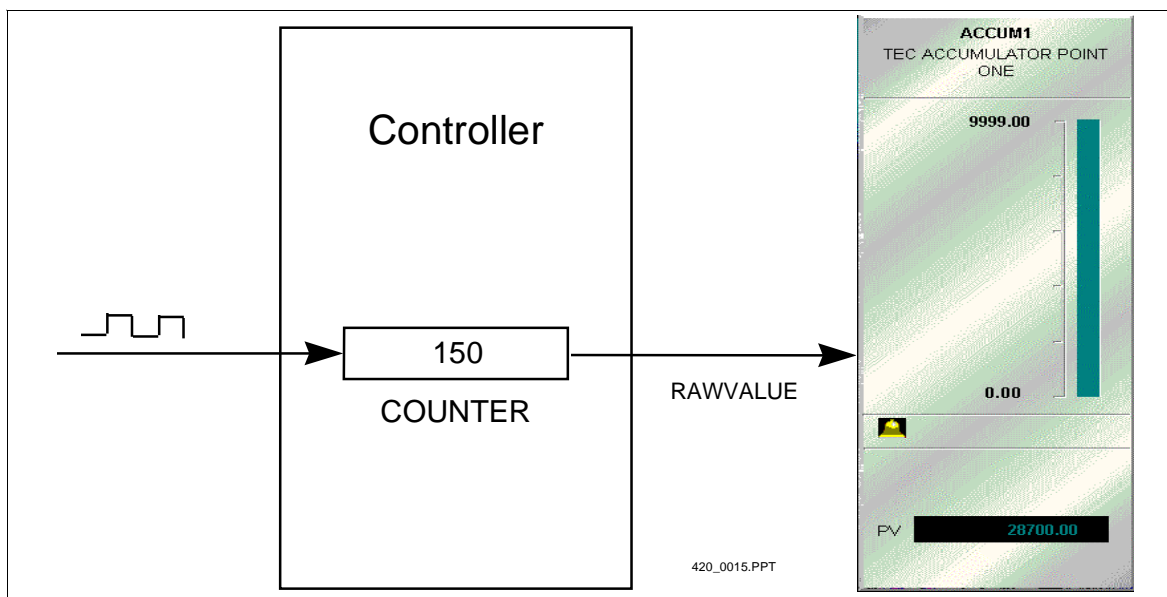 Controller
150
COUNTER
RAWVALUE
420_0015.PPT
ACCUM1
TEC ACCUMULATOR POINT
ONE
9999.00
0.00
PV
28700.00